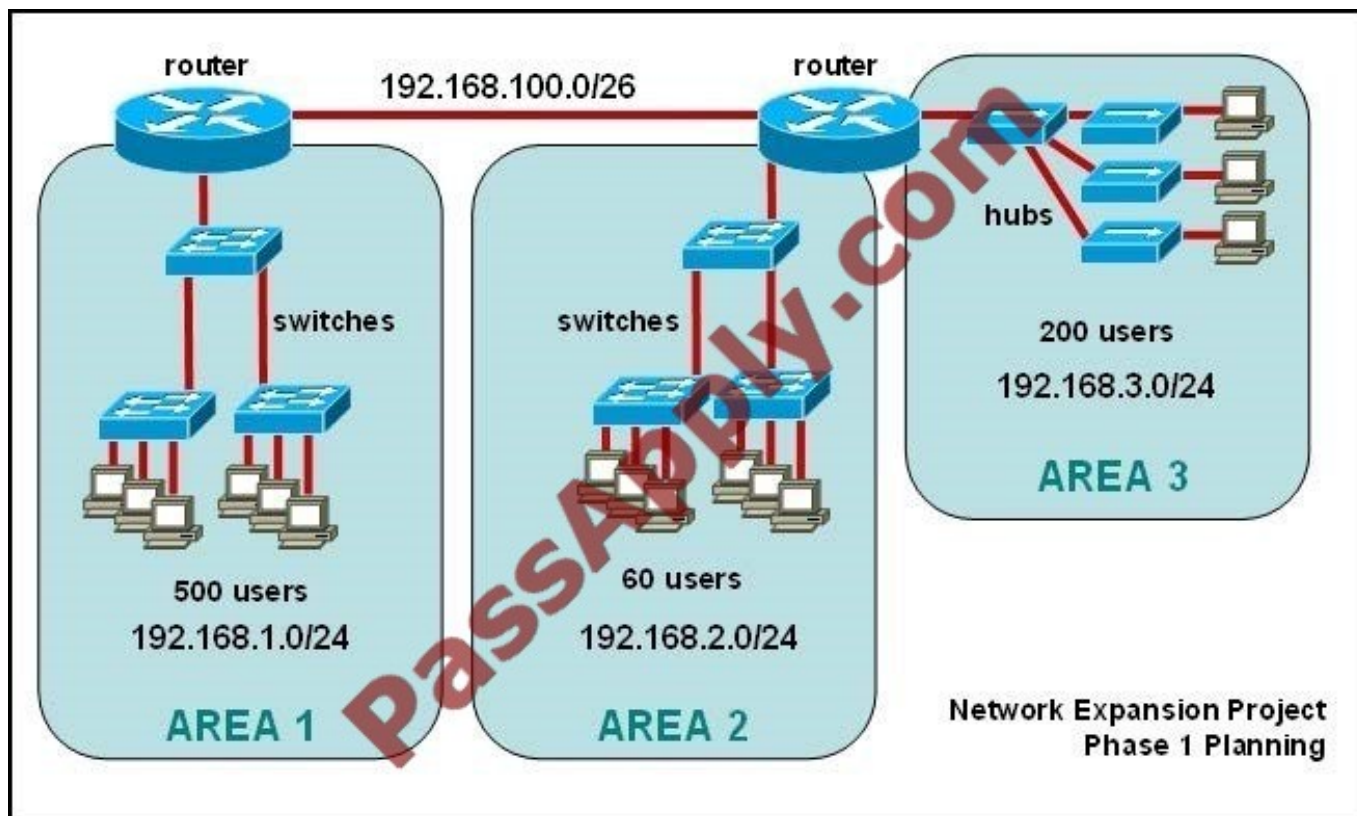 router
192.168.100.0/26
router
hubs
switches
switches
200 users
192.168.3.0/24
AREA 3
500 users
192.168.1.0/24
60 users
192.168.2.0/24
AREA 1
AREA 2
Network Expansion Project
Phase 1 Planning
PassApply.com